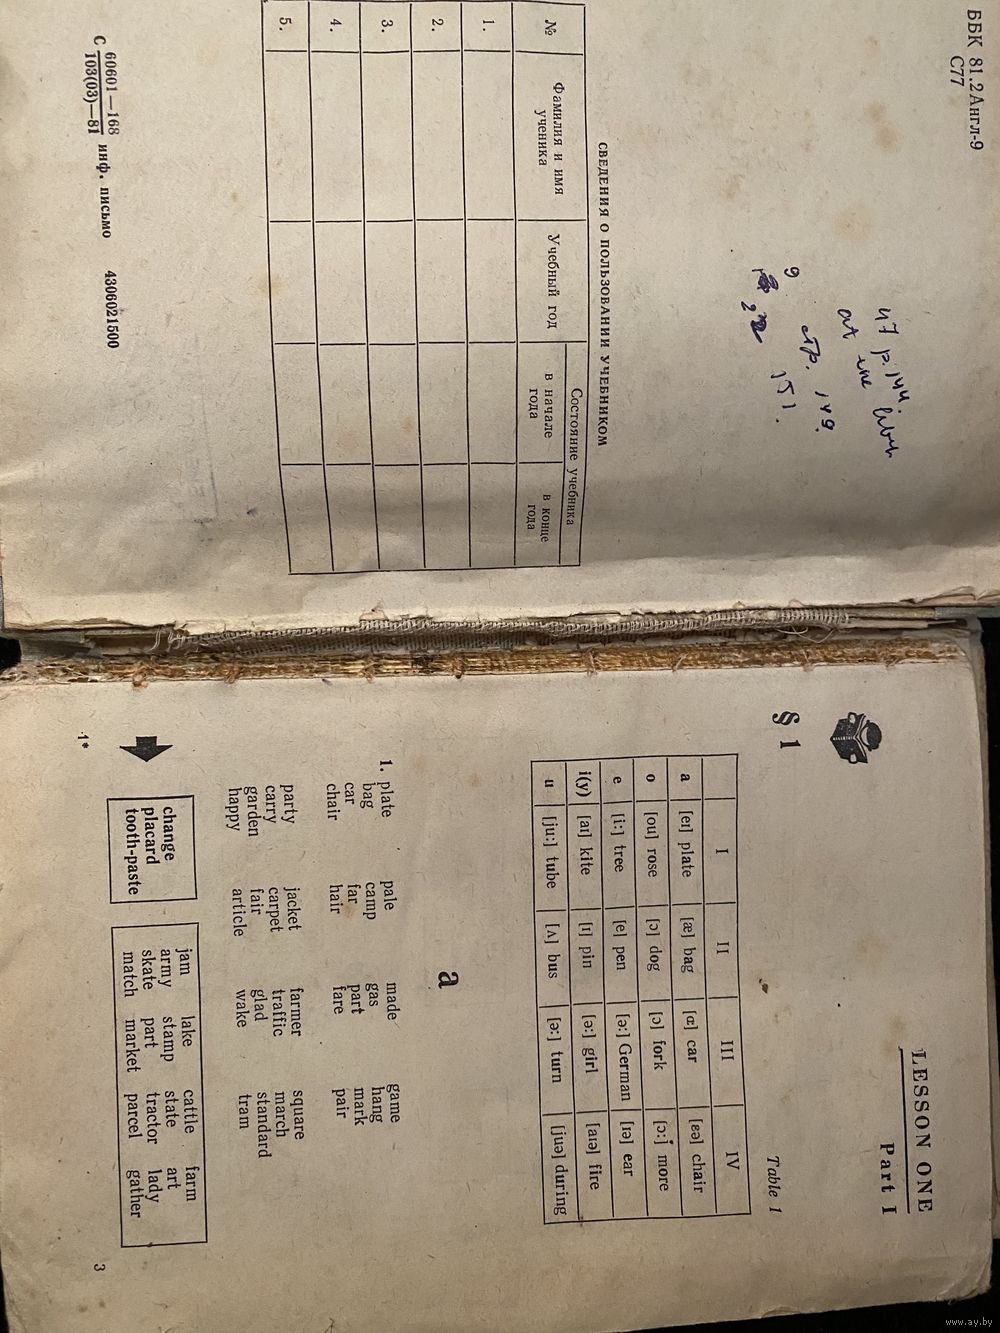 ББК 81.2Англ-9
С77
47 p. 144.
at the
стр. 149.
9
151.
СВЕДЕНИЯ О ПОЛЬЗОВАНИИ УЧЕБНИКОМ
№ Фамилия и имя ученика Учебный год Состояние учебника
в начале года в конце года
1.
2.
3.
4.
5.
С 60601—168 / 103(03)—81 инф. письмо 4306021500
LESSON ONE
Part I
§ 1
Table 1
I II III IV
a [eɪ] plate [æ] bag [ɑ:] car [ɛə] chair
o [ou] rose [ɔ] dog [ɔ] fork [ɔ:] more
e [i:] tree [e] pen [ə:] German [ɪə] ear
i(y) [aɪ] kite [ɪ] pin [ə:] girl [aɪə] fire
u [ju:] tube [ʌ] bus [ə:] turn [juə] during
a
1. plate pale made game
bag camp gas hang
car far part mark
chair hair fare pair
party jacket farmer square
carry carpet traffic march
garden fair glad standard
happy article wake tram
change
placard
tooth-paste
jam lake cattle farm
army stamp state art
skate part tractor lady
match market parcel gather
1*
3
www.ay.by